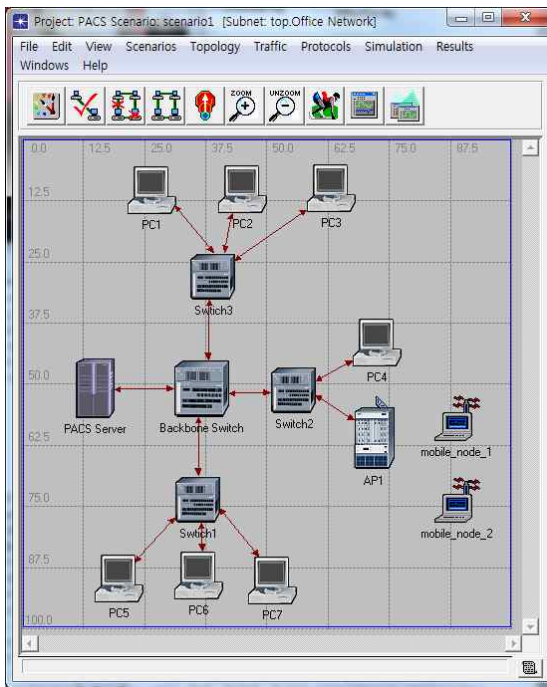 Project: PACS Scenario: scenario1 [Subnet: top.Office Network]
File Edit View Scenarios Topology Traffic Protocols Simulation Results
Windows Help
ZOOM UNZOOM
0.0 12.5 25.0 37.5 50.0 62.5 75.0 87.5
12.5
PC1 PC2 PC3
25.0
Swtich3
37.5
PC4
50.0
PACS Server Backbone Switch Switch2
62.5
mobile_node_1
AP1
75.0
Swtich1
mobile_node_2
87.5
PC5 PC6 PC7
100.0